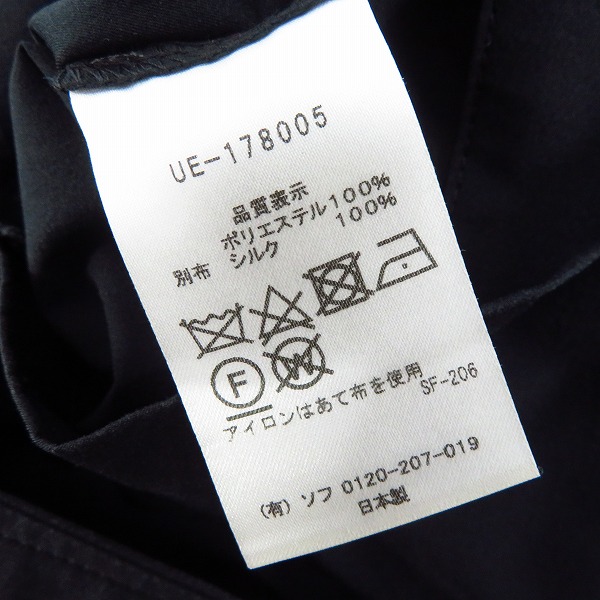 UE-178005
品質表示
ポリエステル100%
別布 シルク 100%
F W
アイロンはあて布を使用
SF-206
(有) ソフ 0120-207-019
日本製